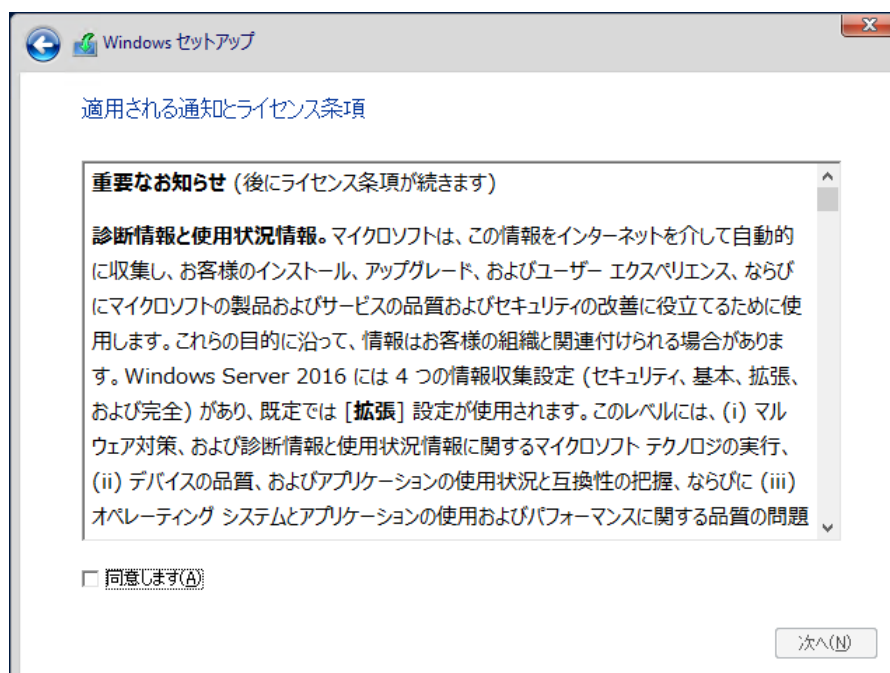 Windows セットアップ
適用される通知とライセンス条項
重要なお知らせ (後にライセンス条項が続きます)
診断情報と使用状況情報。マイクロソフトは、この情報をインターネットを介して自動的
に収集し、お客様のインストール、アップグレード、およびユーザー エクスペリエンス、ならび
にマイクロソフトの製品およびサービスの品質およびセキュリティの改善に役立てるために使
用します。これらの目的に沿って、情報はお客様の組織と関連付けられる場合がありま
す。Windows Server 2016 には 4 つの情報収集設定 (セキュリティ、基本、拡張、
および完全) があり、既定では [拡張] 設定が使用されます。このレベルには、(i) マル
ウェア対策、および診断情報と使用状況情報に関するマイクロソフト テクノロジの実行、
(ii) デバイスの品質、およびアプリケーションの使用状況と互換性の把握、ならびに (iii)
オペレーティング システムとアプリケーションの使用およびパフォーマンスに関する品質の問題
同意します(A)
次へ(N)